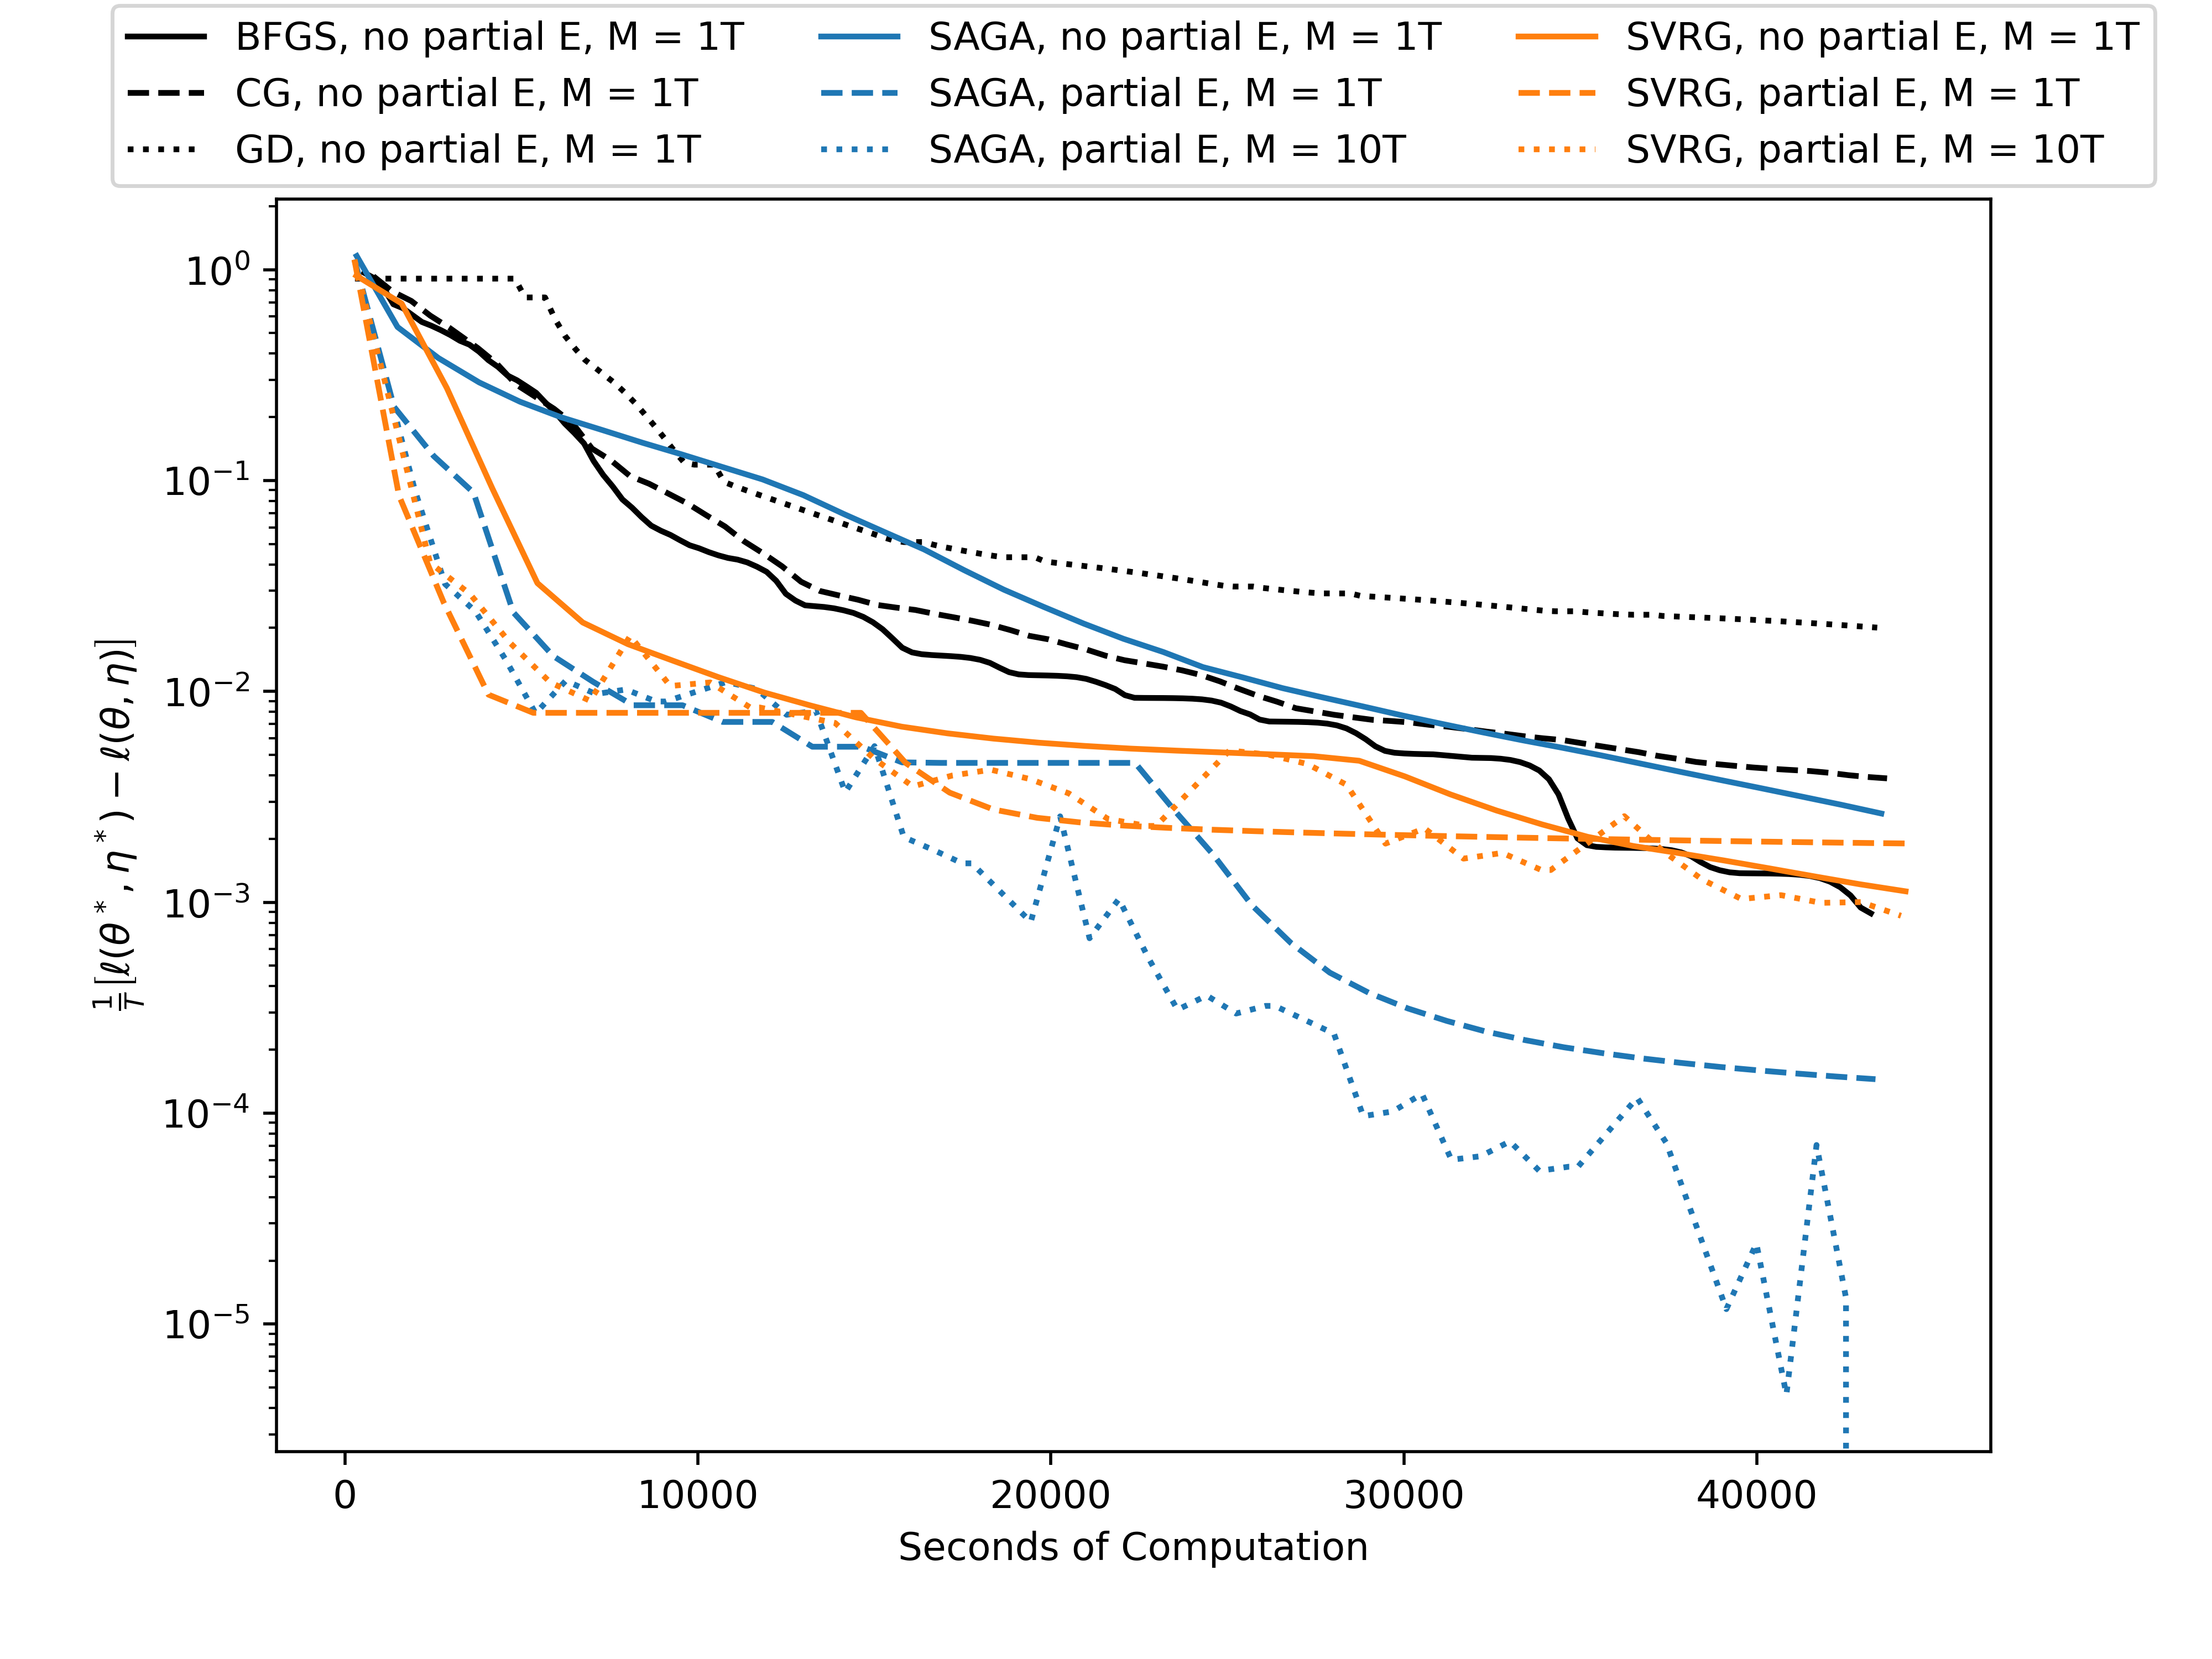 BFGS, no partial E, M = 1T
CG, no partial E, M = 1T
GD, no partial E, M = 1T
SAGA, no partial E, M = 1T
SAGA, partial E, M = 1T
SAGA, partial E, M = 10T
SVRG, no partial E, M = 1T
SVRG, partial E, M = 1T
SVRG, partial E, M = 10T
10⁰
10⁻¹
10⁻²
10⁻³
10⁻⁴
10⁻⁵
1/T [ℓ(θ*, η*) − ℓ(θ, η)]
0 10000 20000 30000 40000
Seconds of Computation